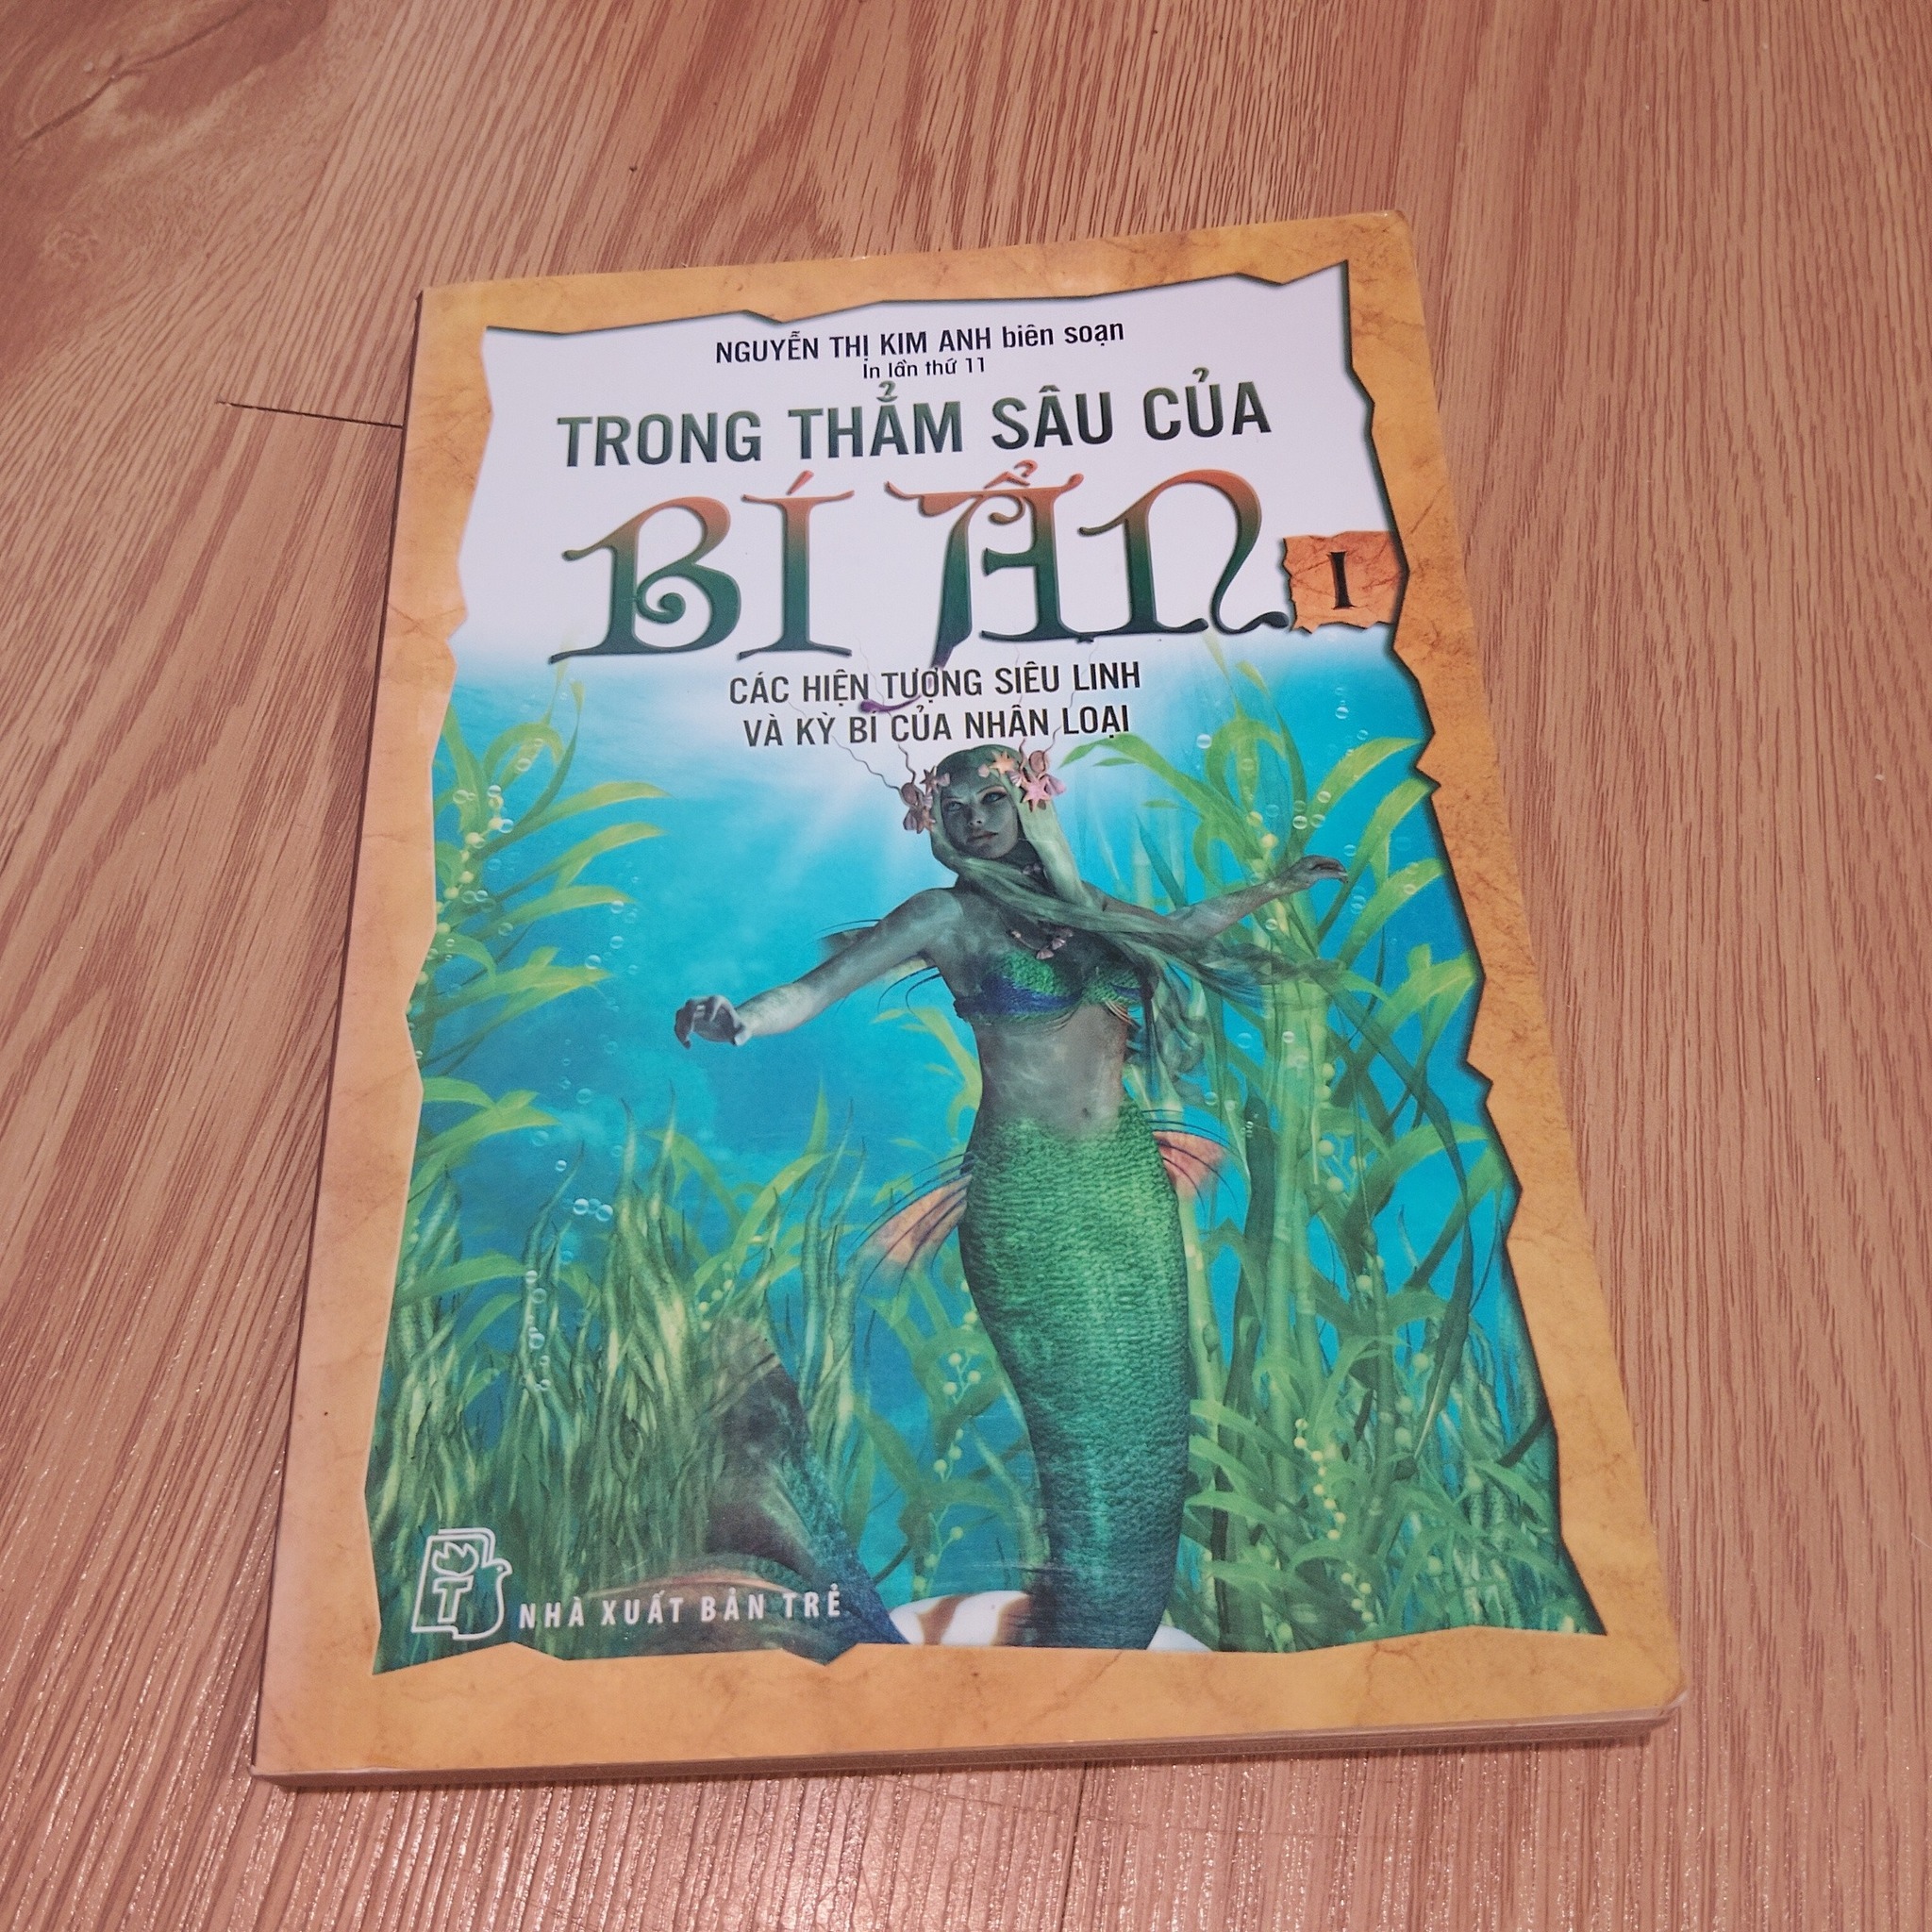 NGUYỄN THỊ KIM ANH biên soạn
In lần thứ 11
TRONG THẲM SÂU CỦA
BÍ ẨN
I
CÁC HIỆN TƯỢNG SIÊU LINH
VÀ KỲ BÍ CỦA NHÂN LOẠI
T
NHÀ XUẤT BẢN TRẺ